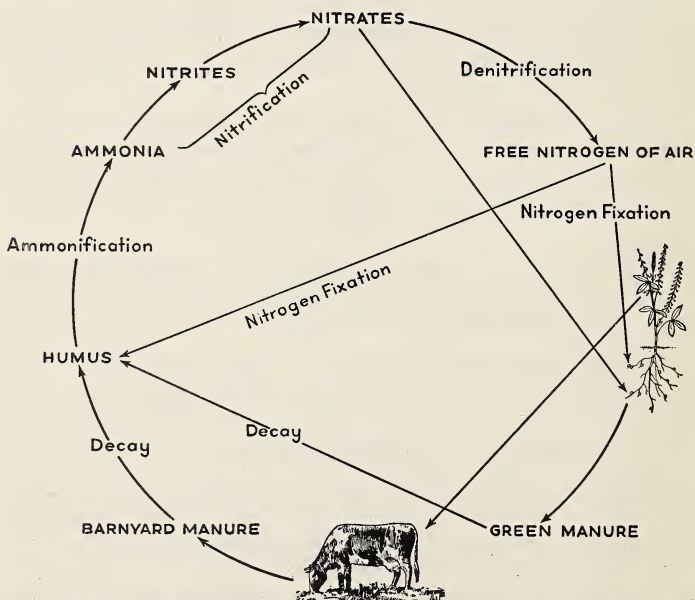 NITRATES
NITRITES
Denitrification
Nitrification
AMMONIA
FREE NITROGEN OF AIR
Nitrogen Fixation
Ammonification
Nitrogen Fixation
HUMUS
Decay
Decay
BARNYARD MANURE
GREEN MANURE